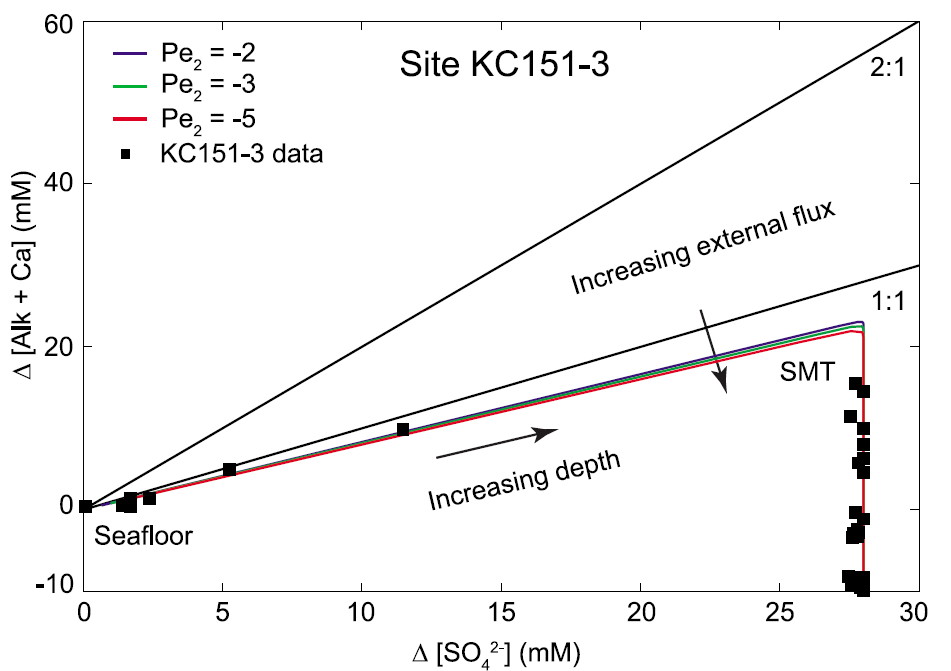 Site KC151-3
Pe2 = -2
Pe2 = -3
Pe2 = -5
KC151-3 data
2:1
1:1
Increasing external flux
SMT
Increasing depth
Seafloor
60
40
20
0
-10
0 5 10 15 20 25 30
Δ [Alk + Ca] (mM)
Δ [SO4²⁻] (mM)